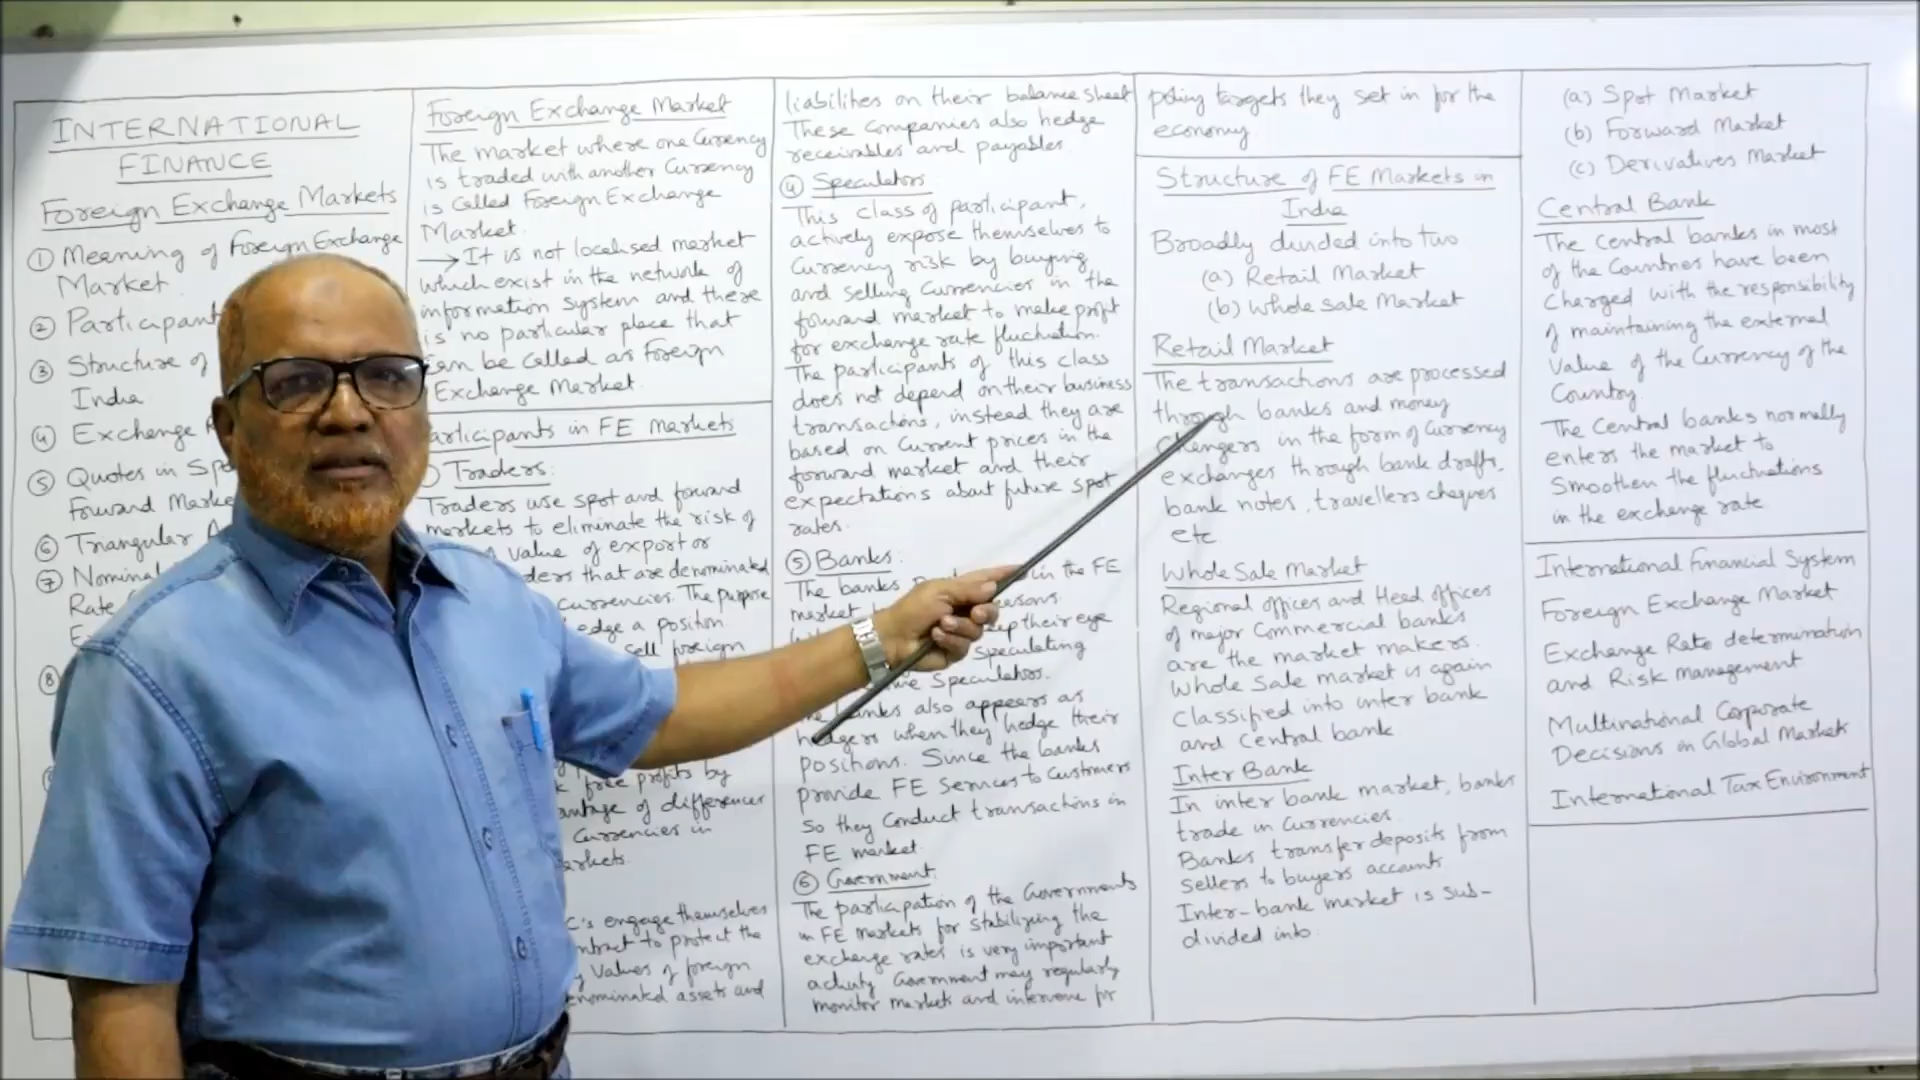 INTERNATIONAL
FINANCE
Foreign Exchange Markets
① Meaning of Foreign Exchange
Market
② Participant
③ Structure of
India
④ Exchange
⑤ Quotes in Spo
Forward Marke
⑥ Triangular A
⑦ Nominal
Rate
⑧
Foreign Exchange Market
The market where one currency
is traded with another currency
is called Foreign Exchange
Market.
→ It is not localised market
which exist in the network of
information system and there
is no particular place that
can be called as Foreign
Exchange Market.
articipants in FE markets
Traders:
Traders use spot and forward
markets to eliminate the risk of
value of export or
ders that are denominated
currencies. The purpose
edge a position.
sell foreign
free profits by
antage of differences
currencies in
arkets.
C's engage themselves
ntract to protect the
y values of foreign
enominated assets and
liabilities on their balance sheet
These companies also hedge
receivables and payables
④ Speculators
This class of participant,
actively expose themselves to
currency risk by buying
and selling currencies in the
forward market to make profit
for exchange rate fluctuation.
The participants of this class
does not depend on their business
transactions, instead they are
based on current prices in the
forward market and their
expectations about future spot
rates.
⑤ Banks:
The banks in the FE
market reasons
up their eye
speculating
speculators.
banks also appears as
hedgers when they hedge their
positions. Since the banks
provide FE services to customers
so they conduct transactions in
FE market.
⑥ Government.
The participation of the Governments
in FE markets for stabilizing the
exchange rates is very important
activity Government may regularly
monitor markets and intervene for
policy targets they set in for the
economy
Structure of FE Markets in
India
Broadly divided into two
(a) Retail Market
(b) Whole sale Market
Retail Market
The transactions are processed
through banks and money
changers in the form of currency
exchanges through bank drafts,
bank notes, travellers cheques
etc
Whole Sale Market
Regional offices and Head offices
of major commercial banks
are the market makers.
Whole sale market is again
classified into inter bank
and central bank
Inter Bank
In inter bank market, banks
trade in currencies.
Banks transfer deposits from
sellers to buyers accounts
Inter-bank market is sub-
divided into
(a) Spot Market
(b) Forward Market
(c) Derivatives Market
Central Bank
The central banks in most
of the countries have been
charged with the responsibility
of maintaining the external
value of the currency of the
country.
The central banks normally
enters the market to
smoothen the fluctuations
in the exchange rate
International Financial System
Foreign Exchange Market
Exchange Rate determination
and Risk Management
Multinational Corporate
Decisions in Global Markets
International Tax Environment